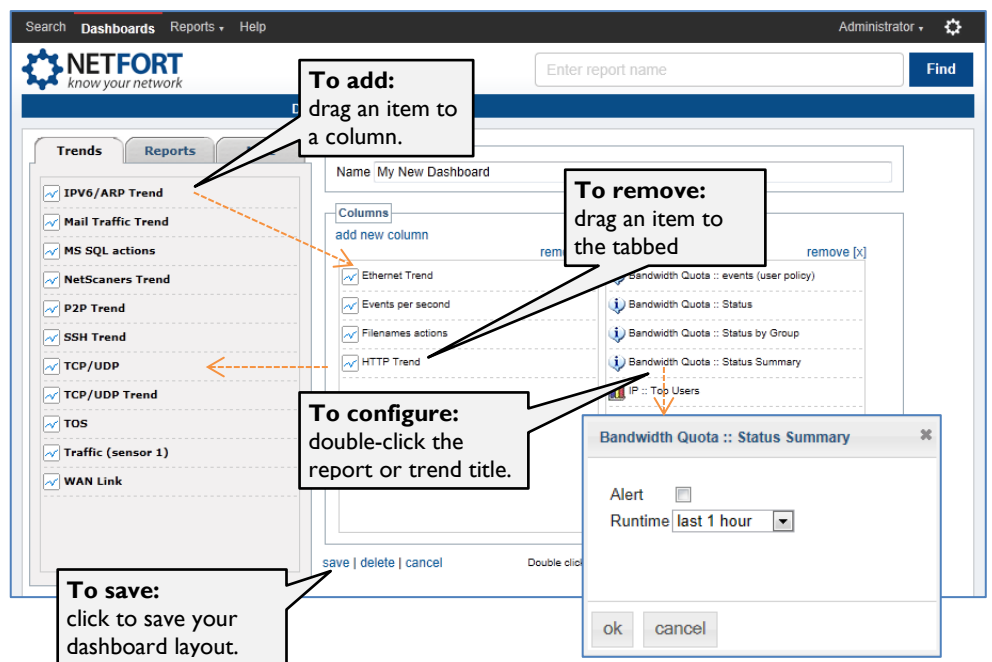 Search Dashboards Reports Help
Administrator
NETFORT
know your network
Enter report name
Find
To add:
drag an item to
a column.
Trends
Reports
Name My New Dashboard
IPV6/ARP Trend
Mail Traffic Trend
MS SQL actions
NetScaners Trend
P2P Trend
SSH Trend
TCP/UDP
TCP/UDP Trend
TOS
Traffic (sensor 1)
WAN Link
Columns
add new column
remove [x]
Ethernet Trend
Events per second
Filenames actions
HTTP Trend
To remove:
drag an item to
the tabbed
Bandwidth Quota :: events (user policy)
Bandwidth Quota :: Status
Bandwidth Quota :: Status by Group
Bandwidth Quota :: Status Summary
IP :: Top Users
To configure:
double-click the
report or trend title.
Bandwidth Quota :: Status Summary
Alert
Runtime last 1 hour
ok cancel
save | delete | cancel
Double click
To save:
click to save your
dashboard layout.